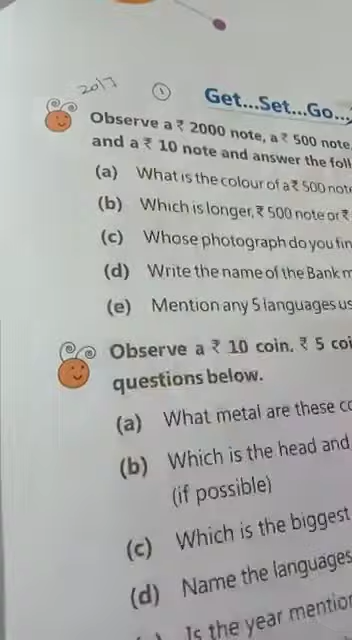 2017
1
Get...Set...Go...
Observe a ₹ 2000 note, a ₹ 500 note,
and a ₹ 10 note and answer the foll
(a) What is the colour of a ₹ 500 note
(b) Which is longer, ₹ 500 note or ₹
(c) Whose photograph do you fin
(d) Write the name of the Bank m
(e) Mention any 5 languages us
Observe a ₹ 10 coin, ₹ 5 coi
questions below.
(a) What metal are these co
(b) Which is the head and
(if possible)
(c) Which is the biggest
(d) Name the languages
Is the year mention